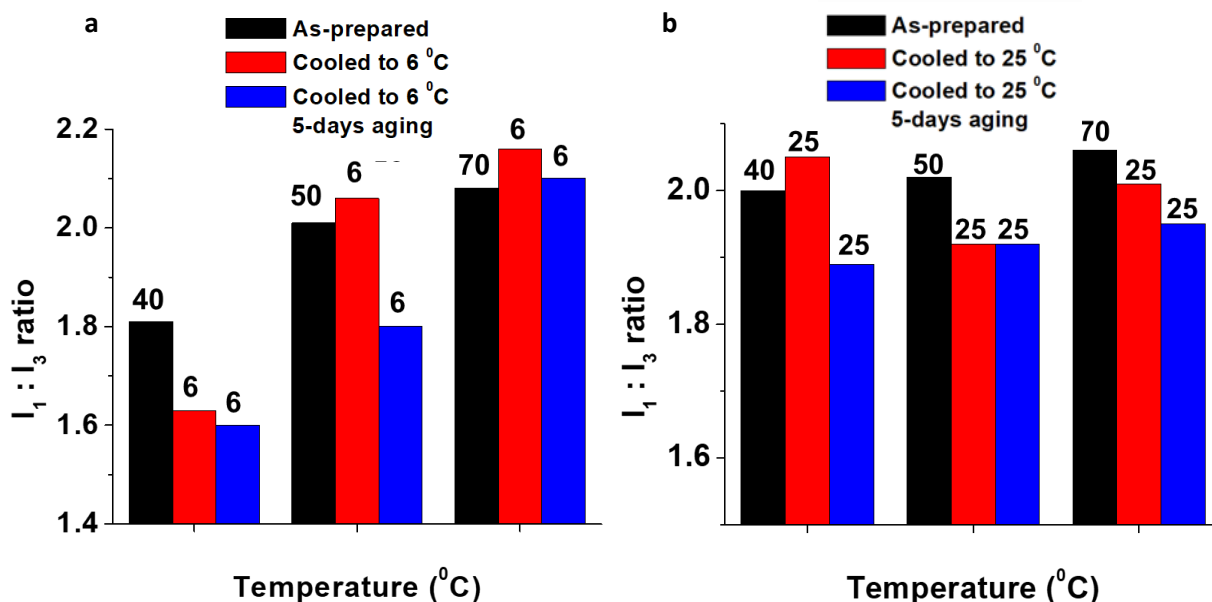 a
As-prepared
Cooled to 6 ⁰C
Cooled to 6 ⁰C
5-days aging
2.2
2.0
1.8
1.6
1.4
I₁ : I₃ ratio
40
6
6
50
6
6
70
6
6
Temperature (⁰C)
b
As-prepared
Cooled to 25 ⁰C
Cooled to 25 ⁰C
5-days aging
2.0
1.8
1.6
I₁ : I₃ ratio
40
25
25
50
25
25
70
25
25
Temperature (⁰C)